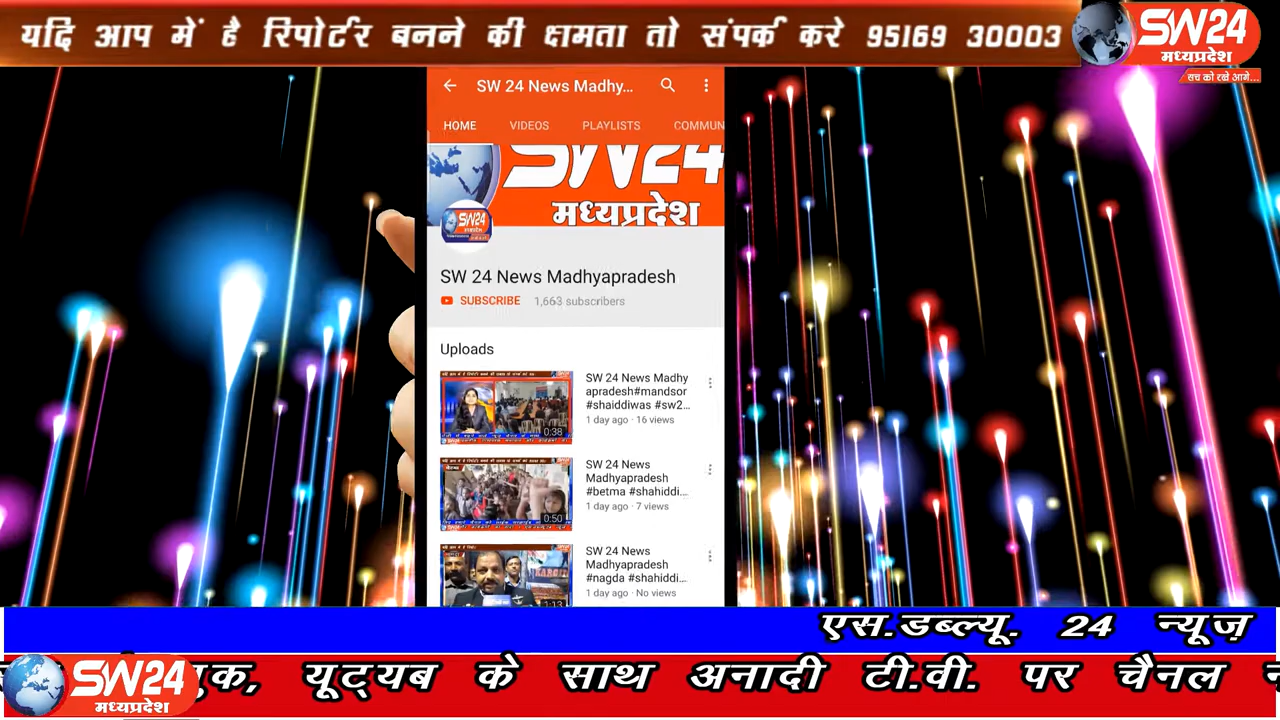 यदि आप में है रिपोर्टर बनने की क्षमता तो संपर्क करे 95169 30003
SW24
मध्यप्रदेश
सच को रखे आगे...
SW 24 News Madhy...
HOME VIDEOS PLAYLISTS COMMUN
SW24
मध्यप्रदेश
SW24
SW 24 News Madhyapradesh
SUBSCRIBE 1,663 subscribers
Uploads
SW 24 News Madhy
apradesh#mandsor
#shaiddiwas #sw2...
1 day ago · 16 views
0:38
SW 24 News
Madhyapradesh
#betma #shahiddi...
1 day ago · 7 views
0:50
SW 24 News
Madhyapradesh
#nagda #shahiddi...
1 day ago · No views
1:13
एस.डब्ल्यू. 24 न्यूज़
SW24
मध्यप्रदेश
ुक, यूट्यब के साथ अनादी टी.वी. पर चैनल